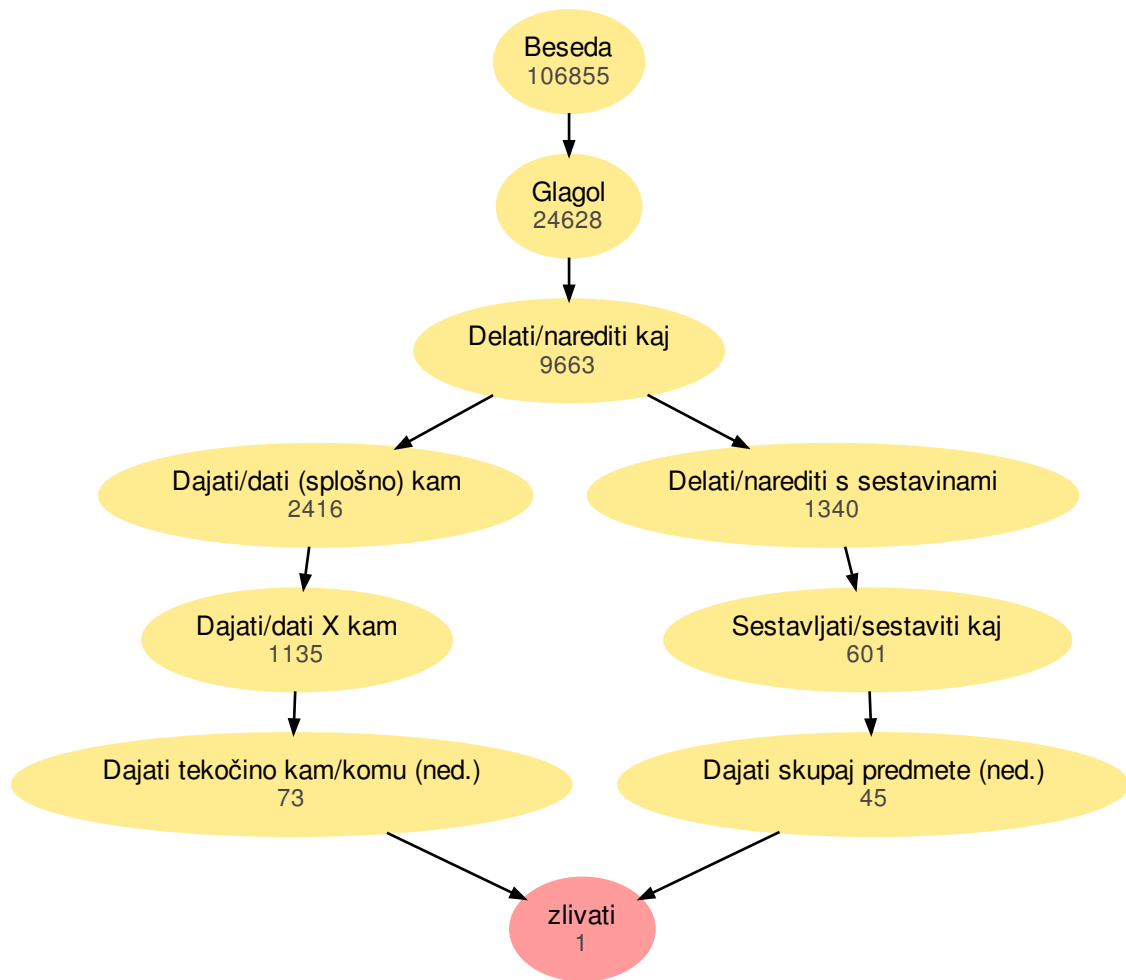 Beseda
106855
Glagol
24628
Delati/narediti kaj
9663
Dajati/dati (splošno) kam
2416
Delati/narediti s sestavinami
1340
Dajati/dati X kam
1135
Sestavljati/sestaviti kaj
601
Dajati tekočino kam/komu (ned.)
73
Dajati skupaj predmete (ned.)
45
zlivati
1